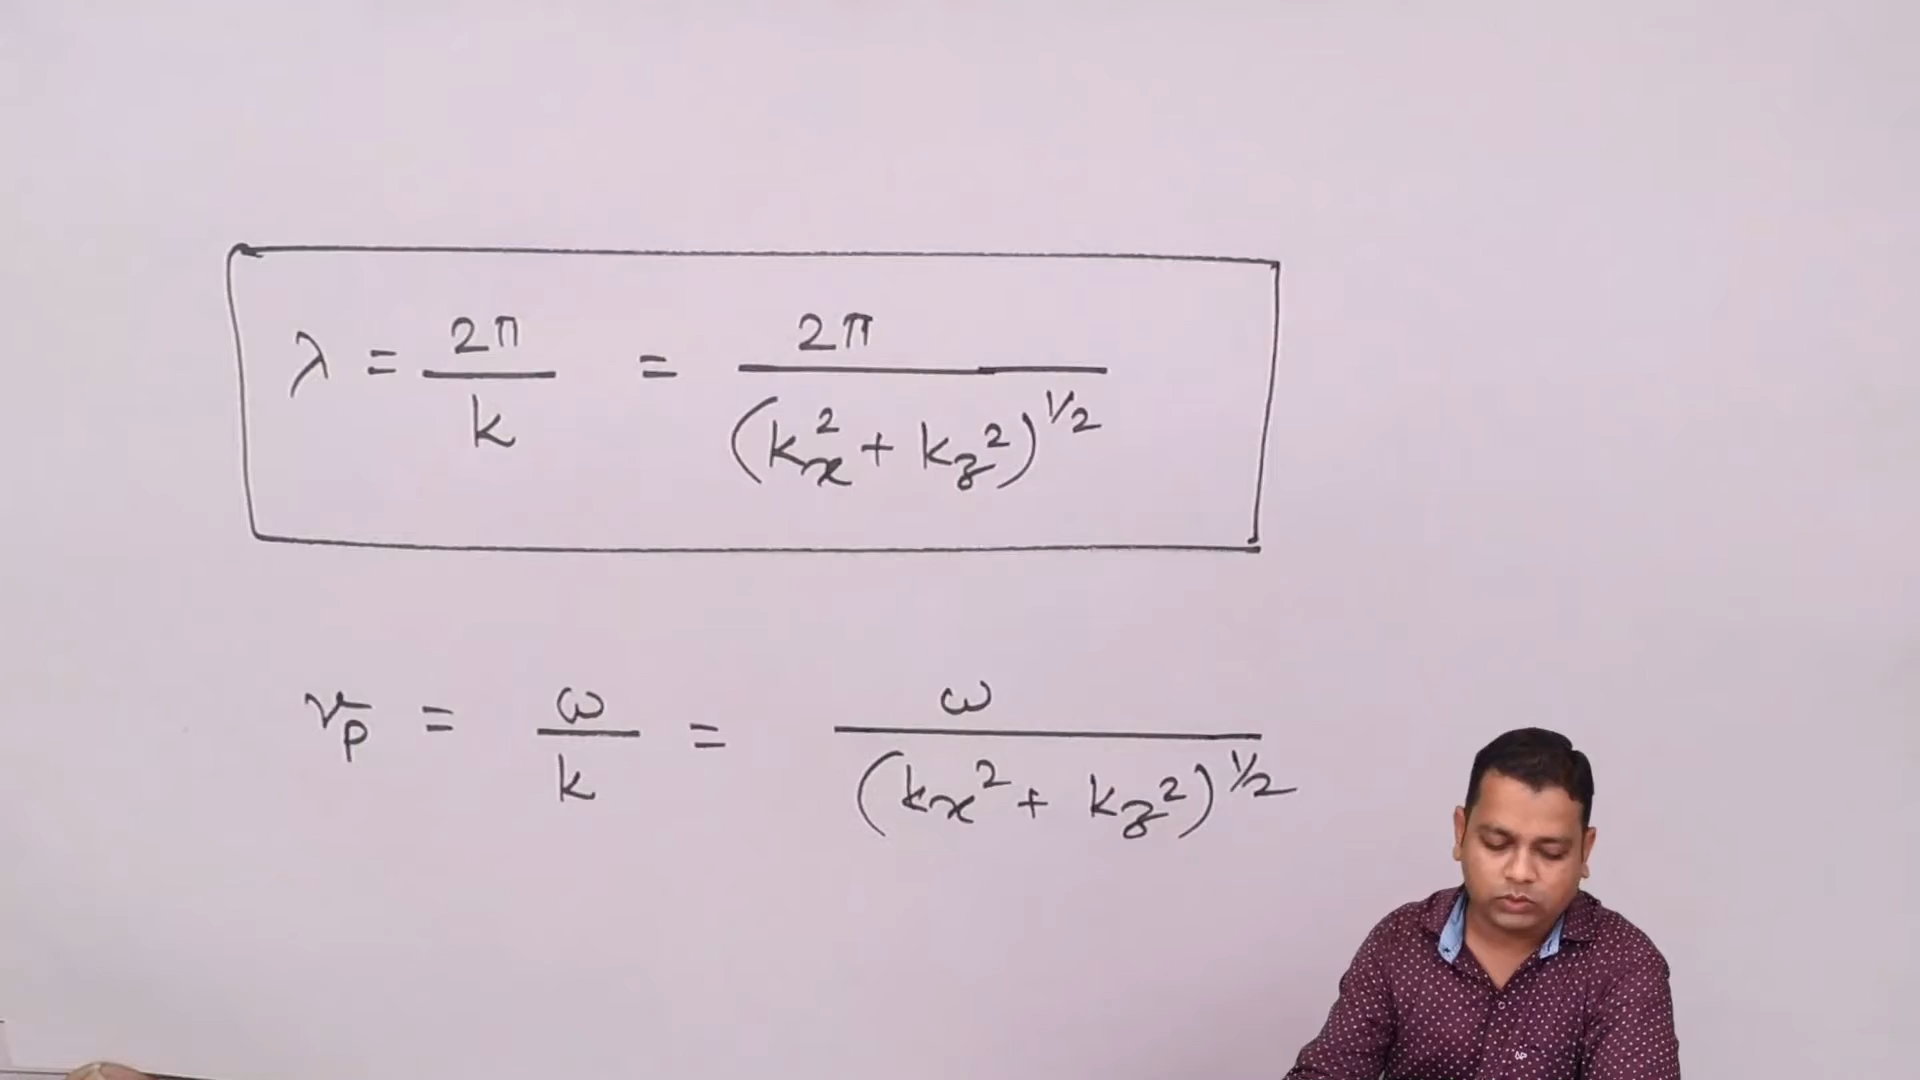 λ = 2π / k = 2π / (kx² + kz²)^1/2
vp = ω / k = ω / (kx² + kz²)^1/2